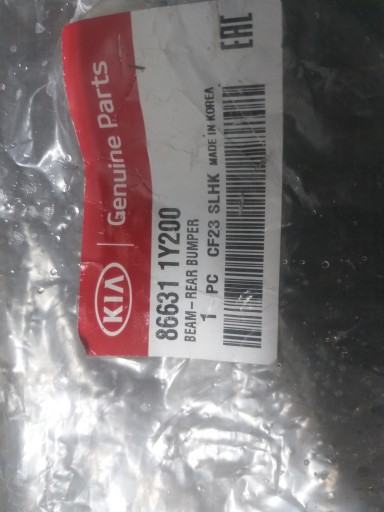 KIA Genuine Parts
86631 1Y200
BEAM-REAR BUMPER
1 PC CF23 SLHK MADE IN KOREA
EAC